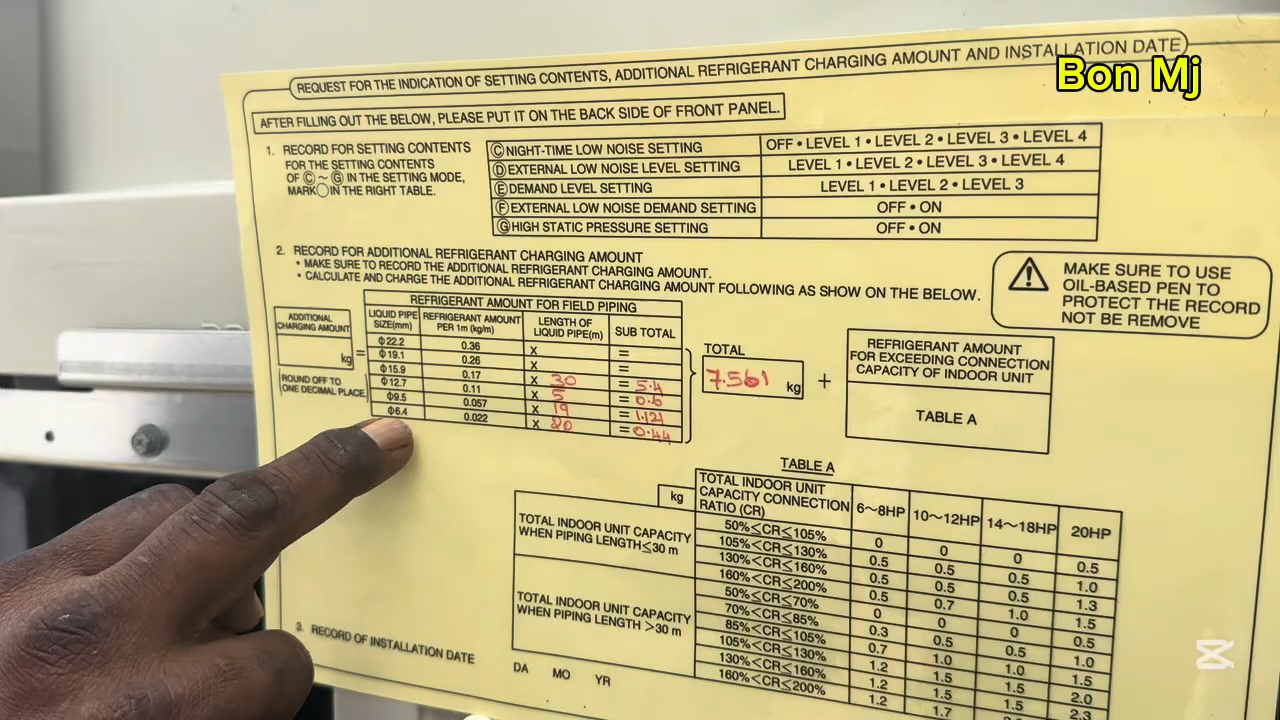 Bon Mj
REQUEST FOR THE INDICATION OF SETTING CONTENTS, ADDITIONAL REFRIGERANT CHARGING AMOUNT AND INSTALLATION DATE
AFTER FILLING OUT THE BELOW, PLEASE PUT IT ON THE BACK SIDE OF FRONT PANEL.
1. RECORD FOR SETTING CONTENTS
FOR THE SETTING CONTENTS
OF Ⓒ~Ⓖ IN THE SETTING MODE,
MARK◯IN THE RIGHT TABLE.
ⒸNIGHT-TIME LOW NOISE SETTING OFF • LEVEL 1 • LEVEL 2 • LEVEL 3 • LEVEL 4
ⒹEXTERNAL LOW NOISE LEVEL SETTING LEVEL 1 • LEVEL 2 • LEVEL 3 • LEVEL 4
ⒺDEMAND LEVEL SETTING LEVEL 1 • LEVEL 2 • LEVEL 3
ⒻEXTERNAL LOW NOISE DEMAND SETTING OFF • ON
ⒼHIGH STATIC PRESSURE SETTING OFF • ON
2. RECORD FOR ADDITIONAL REFRIGERANT CHARGING AMOUNT
• MAKE SURE TO RECORD THE ADDITIONAL REFRIGERANT CHARGING AMOUNT.
• CALCULATE AND CHARGE THE ADDITIONAL REFRIGERANT CHARGING AMOUNT FOLLOWING AS SHOW ON THE BELOW.
MAKE SURE TO USE
OIL-BASED PEN TO
PROTECT THE RECORD
NOT BE REMOVE
ADDITIONAL
CHARGING AMOUNT
kg
ROUND OFF TO
ONE DECIMAL PLACE
=
REFRIGERANT AMOUNT FOR FIELD PIPING
LIQUID PIPE
SIZE(mm)
REFRIGERANT AMOUNT
PER 1m (kg/m)
LENGTH OF
LIQUID PIPE(m)
SUB TOTAL
Φ22.2 0.36 X =
Φ19.1 0.26 X =
Φ15.9 0.17 X 30 = 5.4
Φ12.7 0.11 X 5 = 0.6
Φ9.5 0.057 X 19 = 1.121
Φ6.4 0.022 X 20 = 0.44
TOTAL
7.561 kg
+
REFRIGERANT AMOUNT
FOR EXCEEDING CONNECTION
CAPACITY OF INDOOR UNIT
TABLE A
TABLE A
kg
TOTAL INDOOR UNIT
CAPACITY CONNECTION
RATIO (CR)
6~8HP 10~12HP 14~18HP 20HP
TOTAL INDOOR UNIT CAPACITY
WHEN PIPING LENGTH≤30 m
50%≤CR≤105% 0 0 0 0.5
105%<CR≤130% 0.5 0.5 0.5 1.0
130%<CR≤160% 0.5 0.5 0.5 1.3
160%<CR≤200% 0.5 0.7 1.0 1.5
TOTAL INDOOR UNIT CAPACITY
WHEN PIPING LENGTH >30 m
50%≤CR≤70% 0 0 0 1.0
70%<CR≤85% 0.3 0.5 0.5 1.0
85%<CR≤105% 0.7 1.0 1.0 1.5
105%<CR≤130% 1.2 1.5 1.5 2.0
130%<CR≤160% 1.2 1.5 1.5 2.3
160%<CR≤200% 1.2 1.7
3. RECORD OF INSTALLATION DATE
DA MO YR